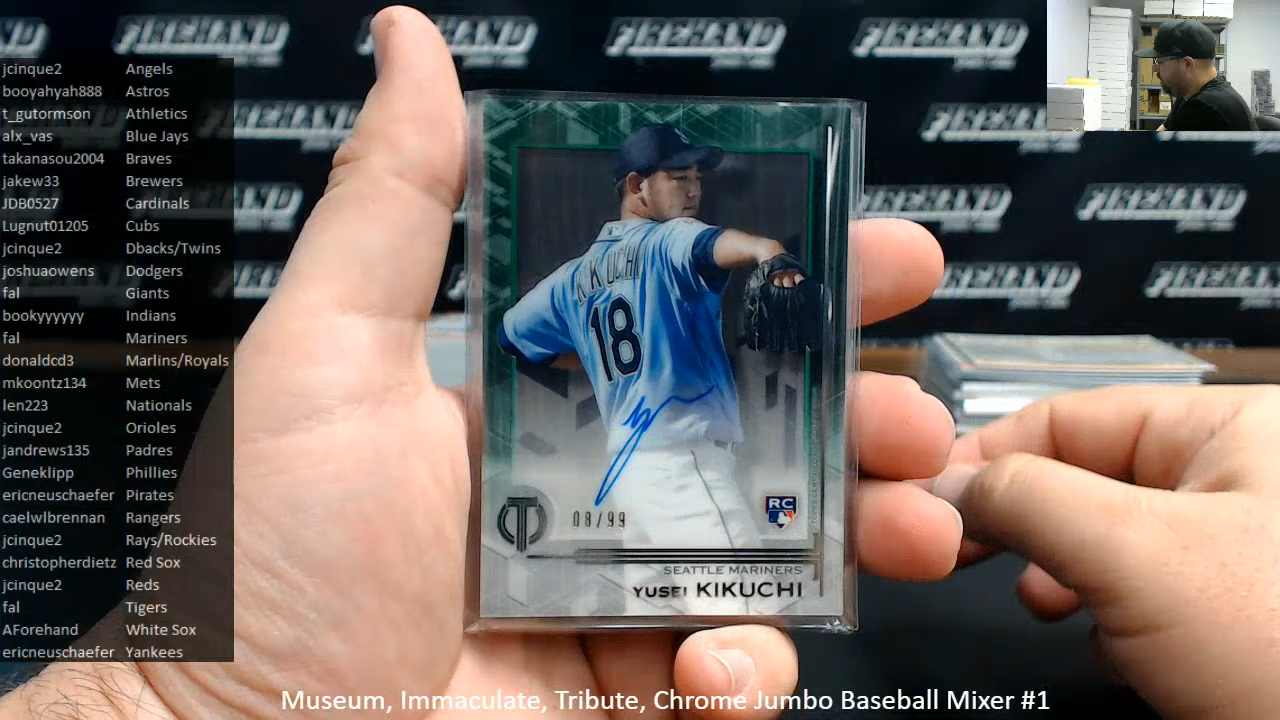 FIREHAND FIREHAND FIREHAND FIREHAND
jcinque2 Angels
booyahyah888 Astros
t_gutormson Athletics
alx_vas Blue Jays
takanasou2004 Braves
jakew33 Brewers
JDB0527 Cardinals
Lugnut01205 Cubs
jcinque2 Dbacks/Twins
joshuaowens Dodgers
fal Giants
bookyyyyyy Indians
fal Mariners
donaldcd3 Marlins/Royals
mkoontz134 Mets
len223 Nationals
jcinque2 Orioles
jandrews135 Padres
Geneklipp Phillies
ericneuschaefer Pirates
caelwlbrennan Rangers
jcinque2 Rays/Rockies
christopherdietz Red Sox
jcinque2 Reds
fal Tigers
AForehand White Sox
ericneuschaefer Yankees
KIKUCHI
18
08/99
RC
SEATTLE MARINERS
YUSEI KIKUCHI
Museum, Immaculate, Tribute, Chrome Jumbo Baseball Mixer #1